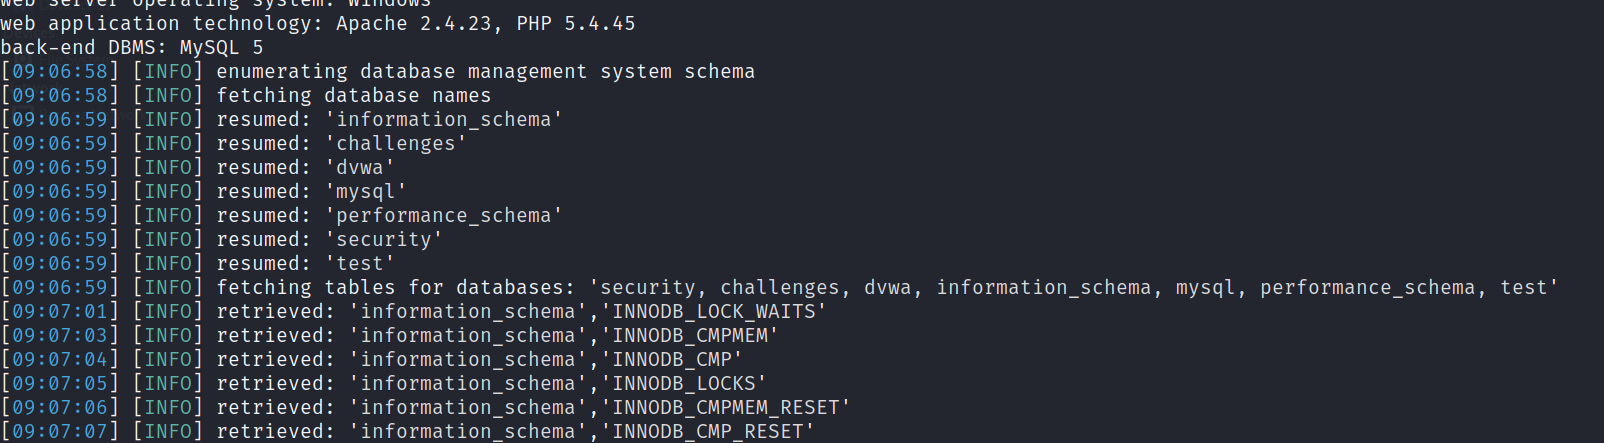 web server operating system: Windows
web application technology: Apache 2.4.23, PHP 5.4.45
back-end DBMS: MySQL 5
[09:06:58] [INFO] enumerating database management system schema
[09:06:58] [INFO] fetching database names
[09:06:59] [INFO] resumed: 'information_schema'
[09:06:59] [INFO] resumed: 'challenges'
[09:06:59] [INFO] resumed: 'dvwa'
[09:06:59] [INFO] resumed: 'mysql'
[09:06:59] [INFO] resumed: 'performance_schema'
[09:06:59] [INFO] resumed: 'security'
[09:06:59] [INFO] resumed: 'test'
[09:06:59] [INFO] fetching tables for databases: 'security, challenges, dvwa, information_schema, mysql, performance_schema, test'
[09:07:01] [INFO] retrieved: 'information_schema','INNODB_LOCK_WAITS'
[09:07:03] [INFO] retrieved: 'information_schema','INNODB_CMPMEM'
[09:07:04] [INFO] retrieved: 'information_schema','INNODB_CMP'
[09:07:05] [INFO] retrieved: 'information_schema','INNODB_LOCKS'
[09:07:06] [INFO] retrieved: 'information_schema','INNODB_CMPMEM_RESET'
[09:07:07] [INFO] retrieved: 'information_schema','INNODB_CMP_RESET'